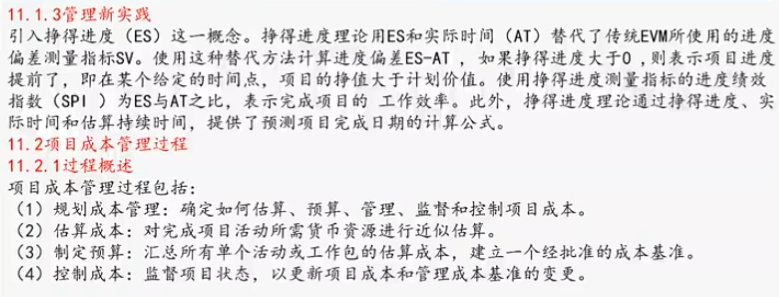 11.1.3管理新实践
引入挣得进度（ES）这一概念。挣得进度理论用ES和实际时间（AT）替代了传统EVM所使用的进度
偏差测量指标SV。使用这种替代方法计算进度偏差ES-AT ，如果挣得进度大于0 ,则表示项目进度
提前了，即在某个给定的时间点，项目的挣值大于计划价值。使用挣得进度测量指标的进度绩效
指数（SPI ）为ES与AT之比，表示完成项目的 工作效率。此外，挣得进度理论通过挣得进度、实
际时间和估算持续时间，提供了预测项目完成日期的计算公式。
11.2项目成本管理过程
11.2.1过程概述
项目成本管理过程包括：
（1）规划成本管理：确定如何估算、预算、管理、监督和控制项目成本。
（2）估算成本：对完成项目活动所需货币资源进行近似估算。
（3）制定预算：汇总所有单个活动或工作包的估算成本，建立一个经批准的成本基准。
（4）控制成本：监督项目状态，以更新项目成本和管理成本基准的变更。